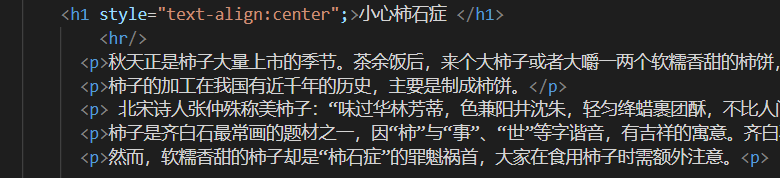 <h1 style="text-align:center";>小心柿石症 </h1>
<hr/>
<p>秋天正是柿子大量上市的季节。茶余饭后，来个大柿子或者大嚼一两个软糯香甜的柿饼，
<p>柿子的加工在我国有近千年的历史，主要是制成柿饼。</p>
<p> 北宋诗人张仲殊称美柿子：“味过华林芳蒂，色兼阳井沈朱，轻匀绛蜡裹团酥，不比人间
<p>柿子是齐白石最常画的题材之一，因“柿”与“事”、“世”等字谐音，有吉祥的寓意。齐白
<p>然而，软糯香甜的柿子却是“柿石症”的罪魁祸首，大家在食用柿子时需额外注意。<p>